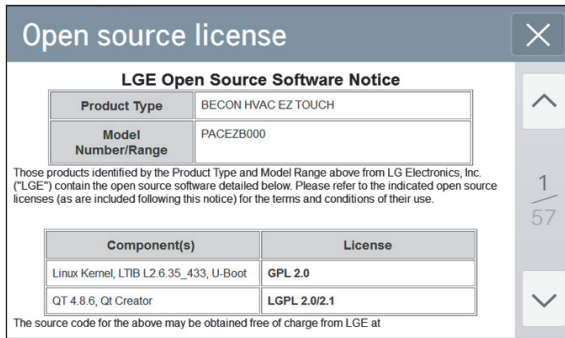 Open source license
LGE Open Source Software Notice
Product Type BECON HVAC EZ TOUCH
Model
Number/Range PACEZB000
Those products identified by the Product Type and Model Range above from LG Electronics, Inc.
("LGE") contain the open source software detailed below. Please refer to the indicated open source
licenses (as are included following this notice) for the terms and conditions of their use.
1
57
Component(s) License
Linux Kernel, LTIB L2.6.35_433, U-Boot GPL 2.0
QT 4.8.6, Qt Creator LGPL 2.0/2.1
The source code for the above may be obtained free of charge from LGE at